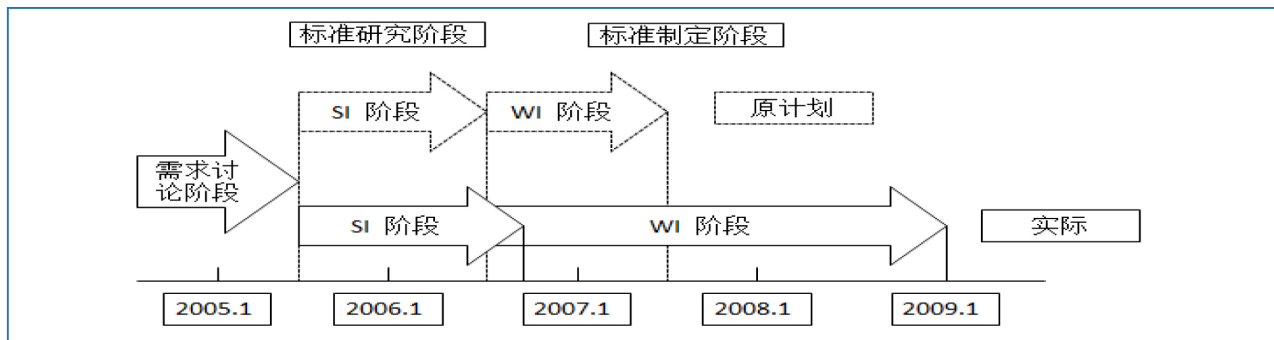 标准研究阶段
标准制定阶段
SI 阶段
WI 阶段
原计划
需求讨
论阶段
SI 阶段
WI 阶段
实际
2005.1
2006.1
2007.1
2008.1
2009.1